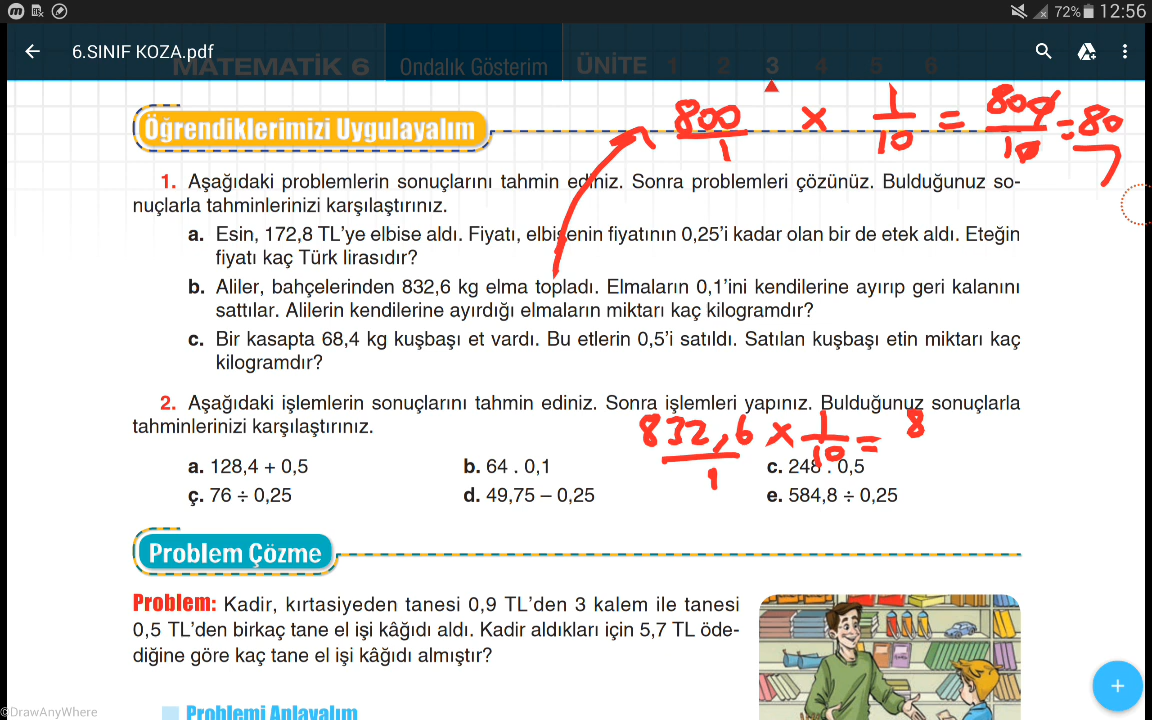 72% 12:56
6.SINIF KOZA.pdf
MATEMATİK 6 Ondalık Gösterim ÜNİTE 1 2 3 4 5 6
800/1 x 1/10 = 800/10 = 80
Öğrendiklerimizi Uygulayalım
1. Aşağıdaki problemlerin sonuçlarını tahmin ediniz. Sonra problemleri çözünüz. Bulduğunuz so-
nuçlarla tahminlerinizi karşılaştırınız.
a. Esin, 172,8 TL'ye elbise aldı. Fiyatı, elbisenin fiyatının 0,25'i kadar olan bir de etek aldı. Eteğin
fiyatı kaç Türk lirasıdır?
b. Aliler, bahçelerinden 832,6 kg elma topladı. Elmaların 0,1'ini kendilerine ayırıp geri kalanını
sattılar. Alilerin kendilerine ayırdığı elmaların miktarı kaç kilogramdır?
c. Bir kasapta 68,4 kg kuşbaşı et vardı. Bu etlerin 0,5'i satıldı. Satılan kuşbaşı etin miktarı kaç
kilogramdır?
2. Aşağıdaki işlemlerin sonuçlarını tahmin ediniz. Sonra işlemleri yapınız. Bulduğunuz sonuçlarla
tahminlerinizi karşılaştırınız.
832,6/1 x 1/10 = 8
a. 128,4 + 0,5 b. 64 . 0,1 c. 248 . 0,5
ç. 76 ÷ 0,25 d. 49,75 – 0,25 e. 584,8 ÷ 0,25
Problem Çözme
Problem: Kadir, kırtasiyeden tanesi 0,9 TL'den 3 kalem ile tanesi
0,5 TL'den birkaç tane el işi kâğıdı aldı. Kadir aldıkları için 5,7 TL öde-
diğine göre kaç tane el işi kâğıdı almıştır?
Problemi Anlayalım
©DrawAnyWhere